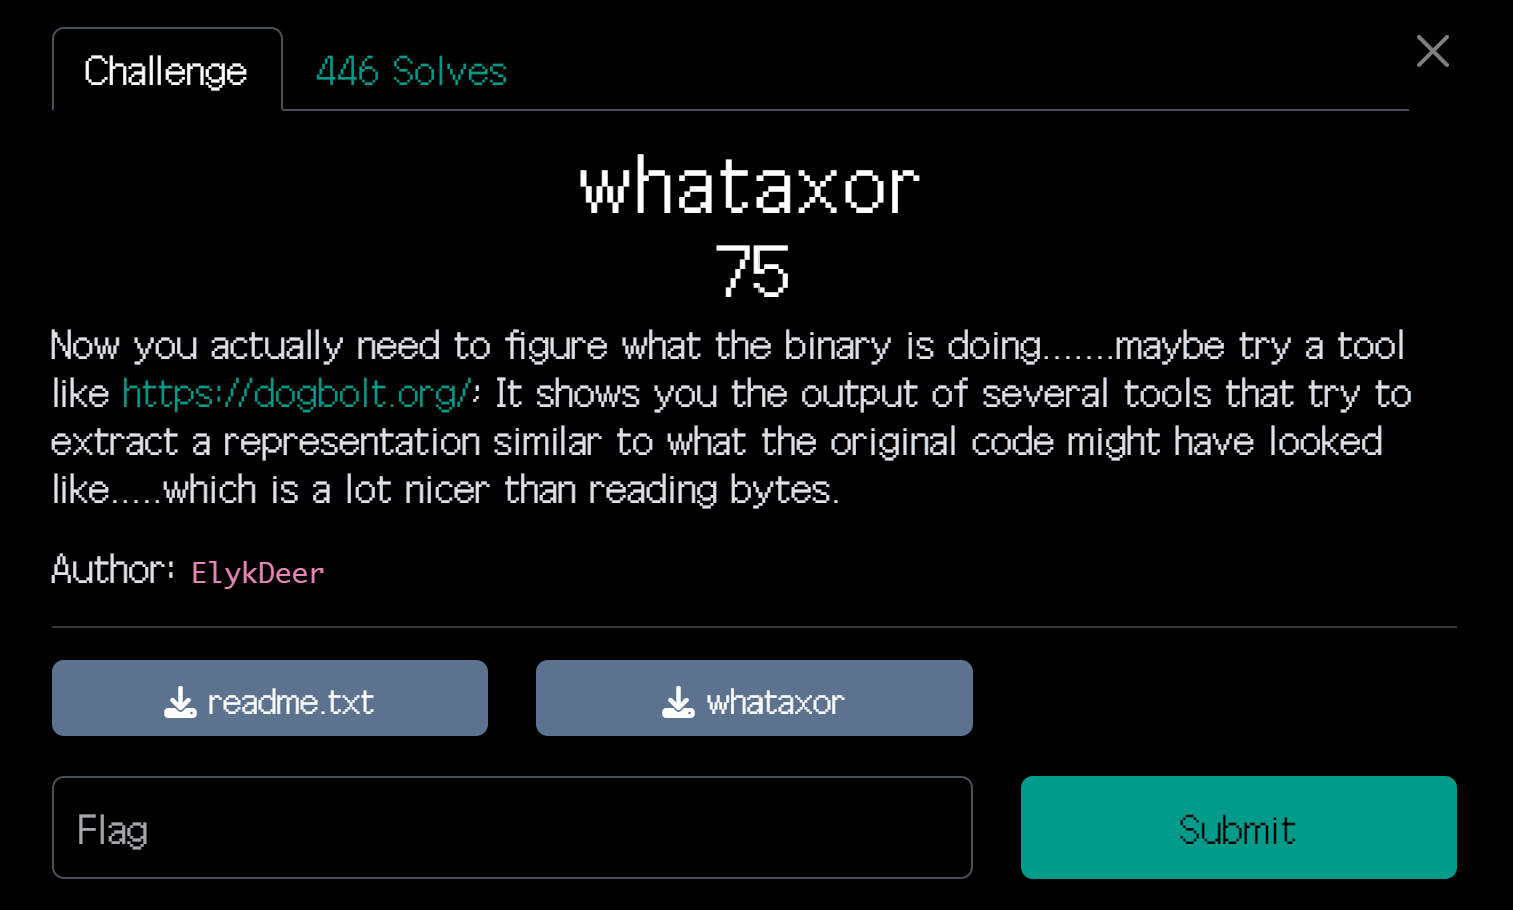 Challenge
446 Solves
whataxor
75
Now you actually need to figure what the binary is doing.......maybe try a tool
like https://dogbolt.org/; It shows you the output of several tools that try to
extract a representation similar to what the original code might have looked
like.....which is a lot nicer than reading bytes.
Author: ElykDeer
readme.txt
whataxor
Flag
Submit